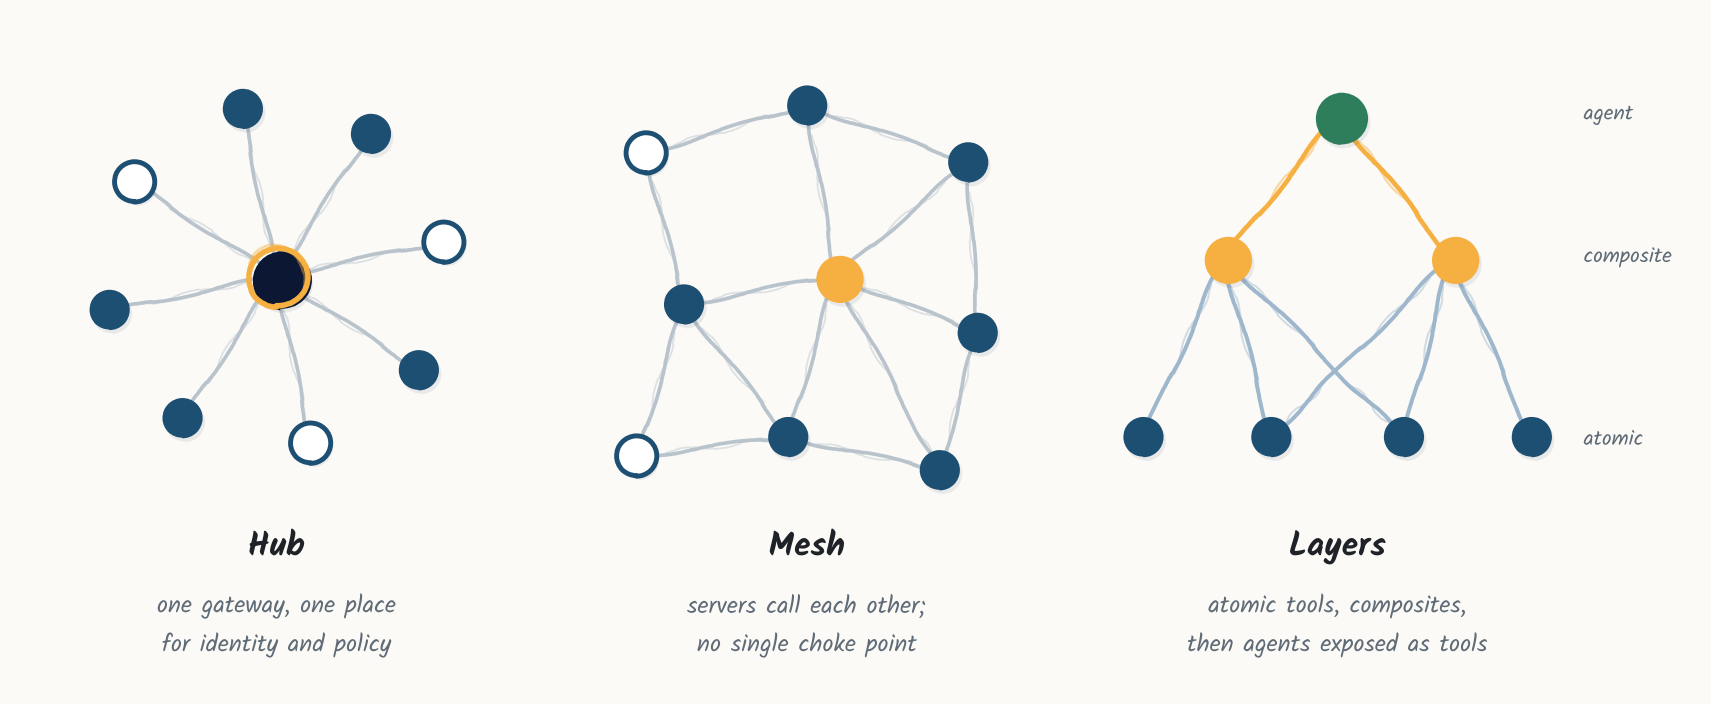 agent
composite
atomic
Hub
one gateway, one place
for identity and policy
Mesh
servers call each other;
no single choke point
Layers
atomic tools, composites,
then agents exposed as tools